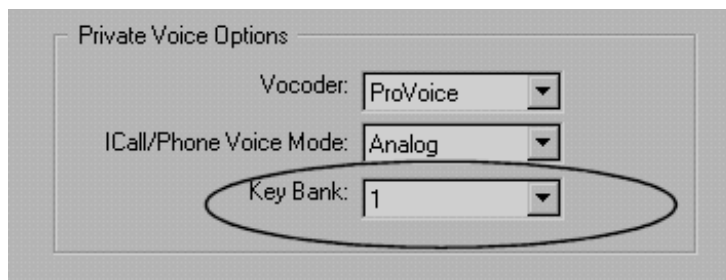 Private Voice Options
Vocoder: ProVoice
ICall/Phone Voice Mode: Analog
Key Bank: 1